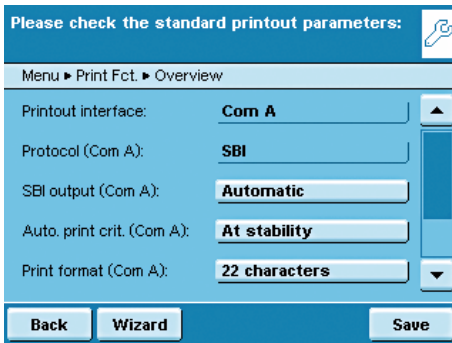 Please check the standard printout parameters:
Menu ▸ Print Fct. ▸ Overview
Printout interface: Com A
Protocol (Com A): SBI
SBI output (Com A): Automatic
Auto. print crit. (Com A): At stability
Print format (Com A): 22 characters
Back Wizard Save